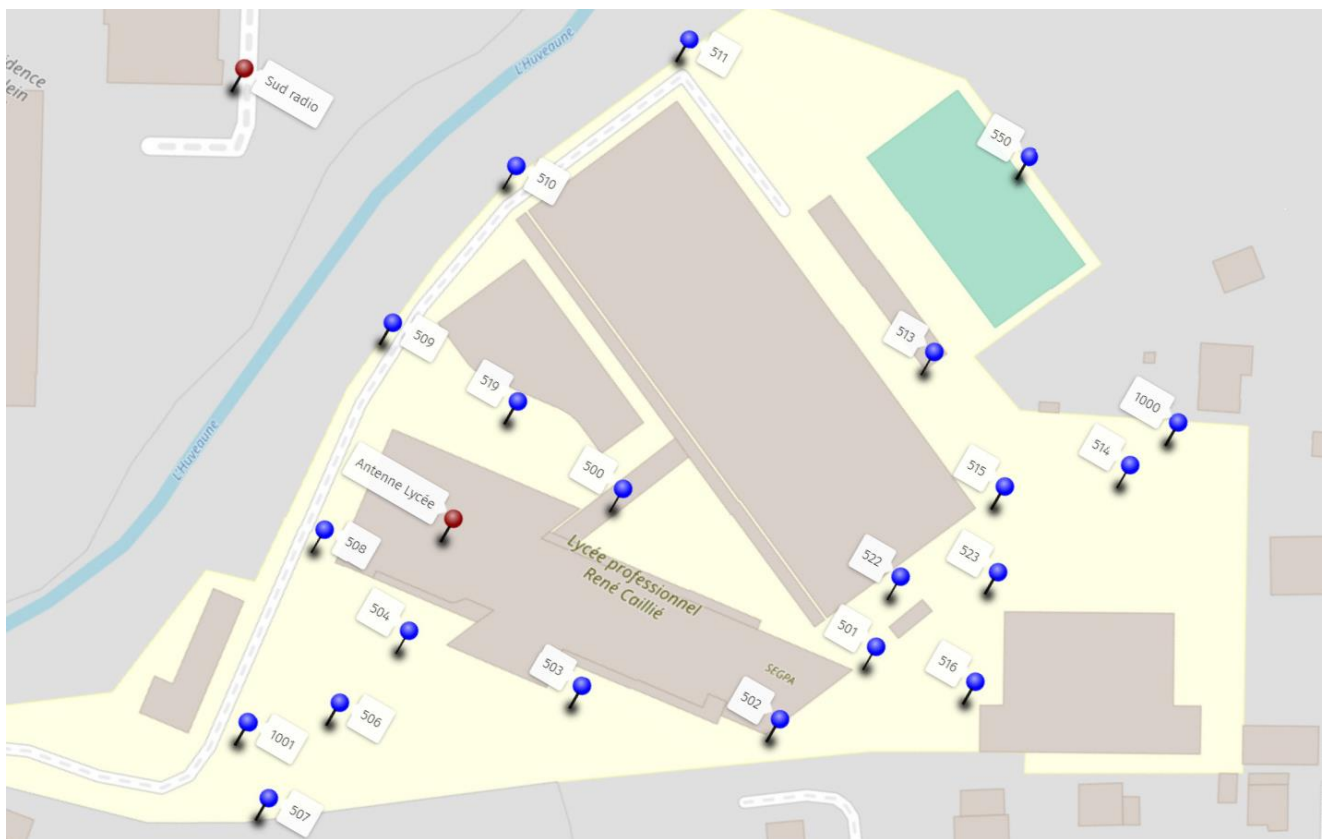 511
L'Huveaune
idence
lein
Sud radio
550
510
513
509
519
1000
514
Antenne Lycée
500
515
L'Huveaune
508
522
523
Lycée professionnel
René Caillié
504
501
516
503
SEGPA
502
506
1001
507